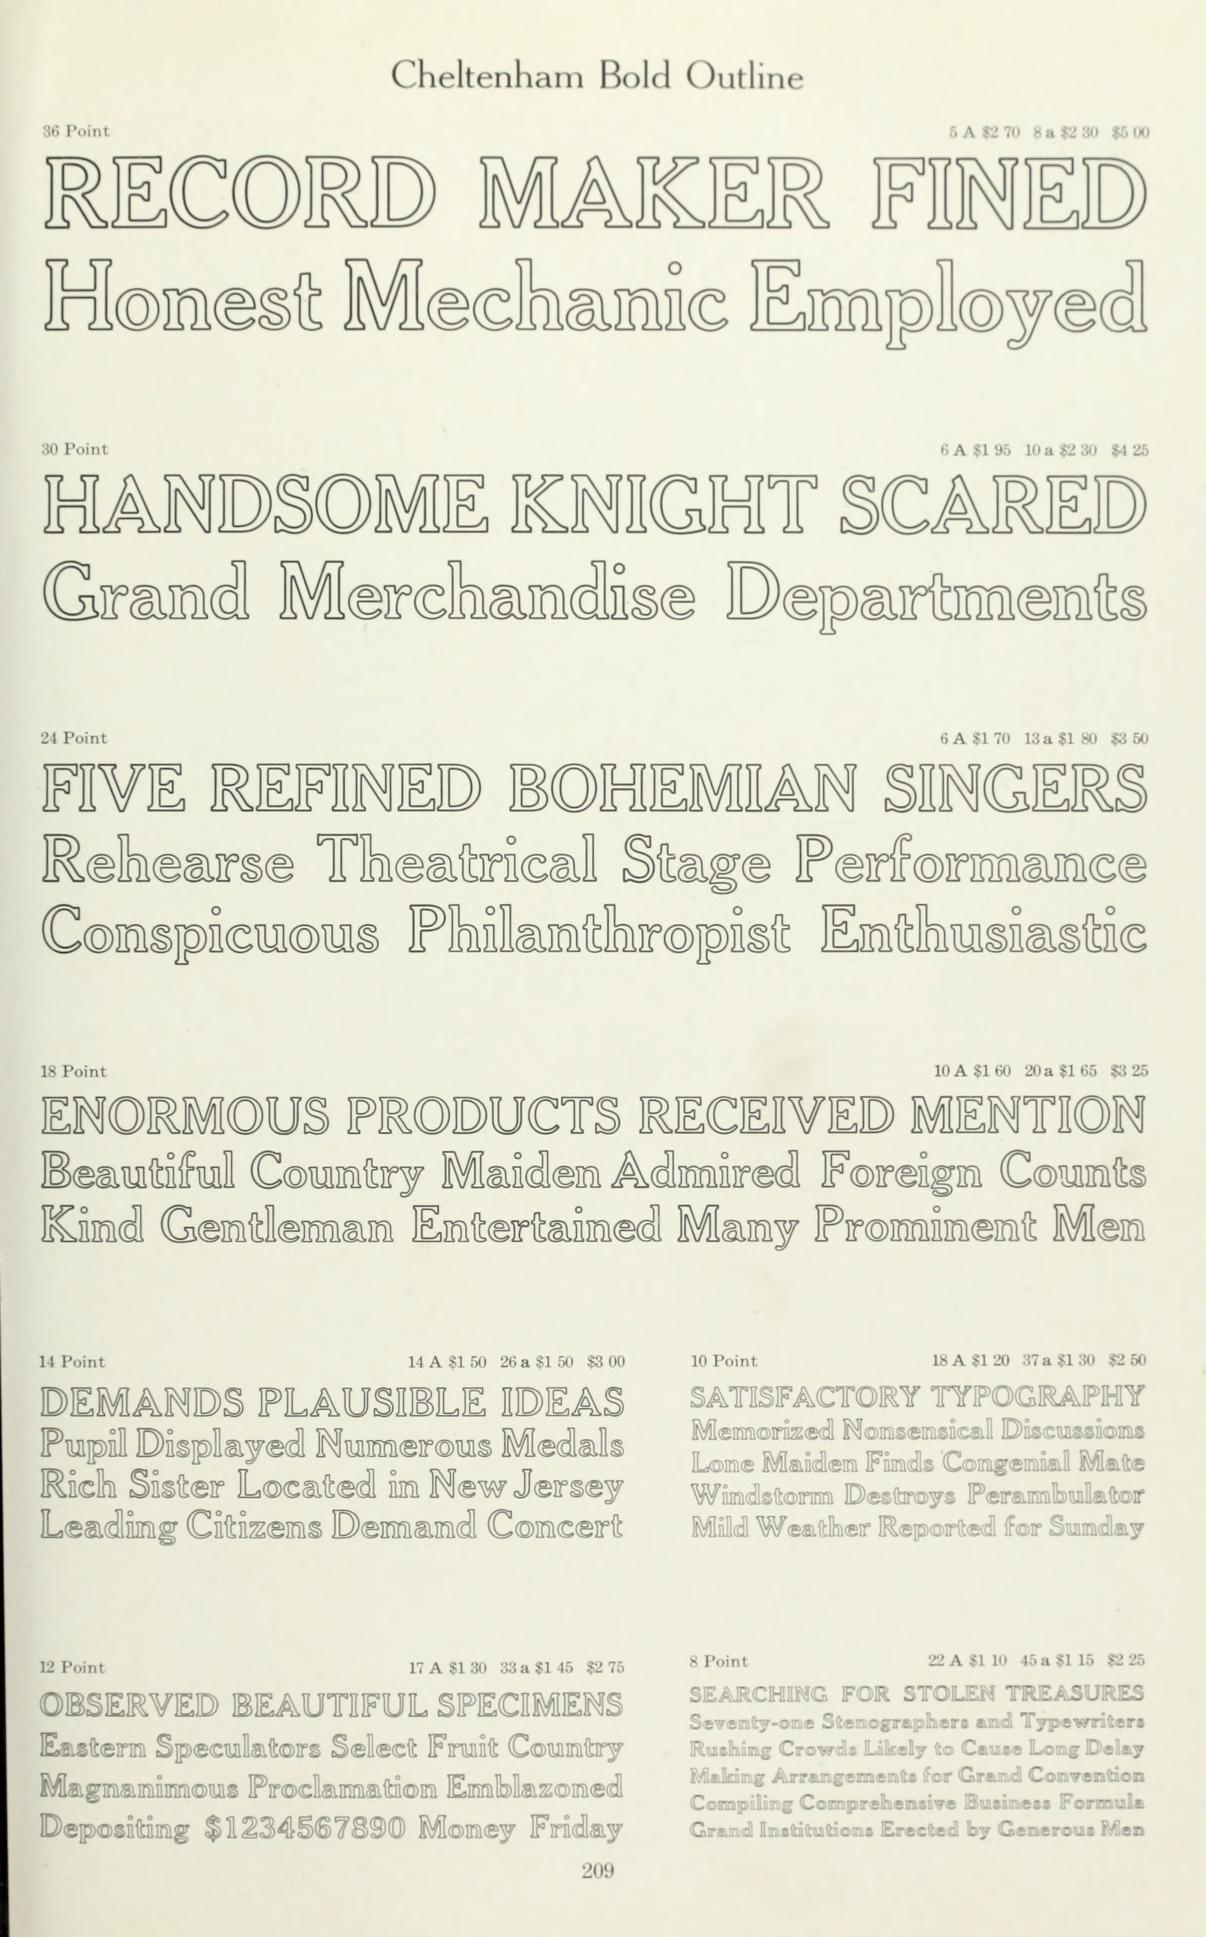 Cheltenham Bold Outline
36 Point 5 A $2 70 8 a $2 30 $5 00
RECORD MAKER FINED
Honest Mechanic Employed
30 Point 6 A $1 95 10 a $2 30 $4 25
HANDSOME KNIGHT SCARED
Grand Merchandise Departments
24 Point 6 A $1 70 13 a $1 80 $3 50
FIVE REFINED BOHEMIAN SINGERS
Rehearse Theatrical Stage Performance
Conspicuous Philanthropist Enthusiastic
18 Point 10 A $1 60 20 a $1 65 $3 25
ENORMOUS PRODUCTS RECEIVED MENTION
Beautiful Country Maiden Admired Foreign Counts
Kind Gentleman Entertained Many Prominent Men
14 Point 14 A $1 50 26 a $1 50 $3 00
DEMANDS PLAUSIBLE IDEAS
Pupil Displayed Numerous Medals
Rich Sister Located in New Jersey
Leading Citizens Demand Concert
10 Point 18 A $1 20 37 a $1 30 $2 50
SATISFACTORY TYPOGRAPHY
Memorized Nonsensical Discussions
Lone Maiden Finds Congenial Mate
Windstorm Destroys Perambulator
Mild Weather Reported for Sunday
12 Point 17 A $1 30 33 a $1 45 $2 75
OBSERVED BEAUTIFUL SPECIMENS
Eastern Speculators Select Fruit Country
Magnanimous Proclamation Emblazoned
Depositing $1234567890 Money Friday
8 Point 22 A $1 10 45 a $1 15 $2 25
SEARCHING FOR STOLEN TREASURES
Seventy-one Stenographers and Typewriters
Rushing Crowds Likely to Cause Long Delay
Making Arrangements for Grand Convention
Compiling Comprehensive Business Formula
Grand Institutions Erected by Generous Men
209